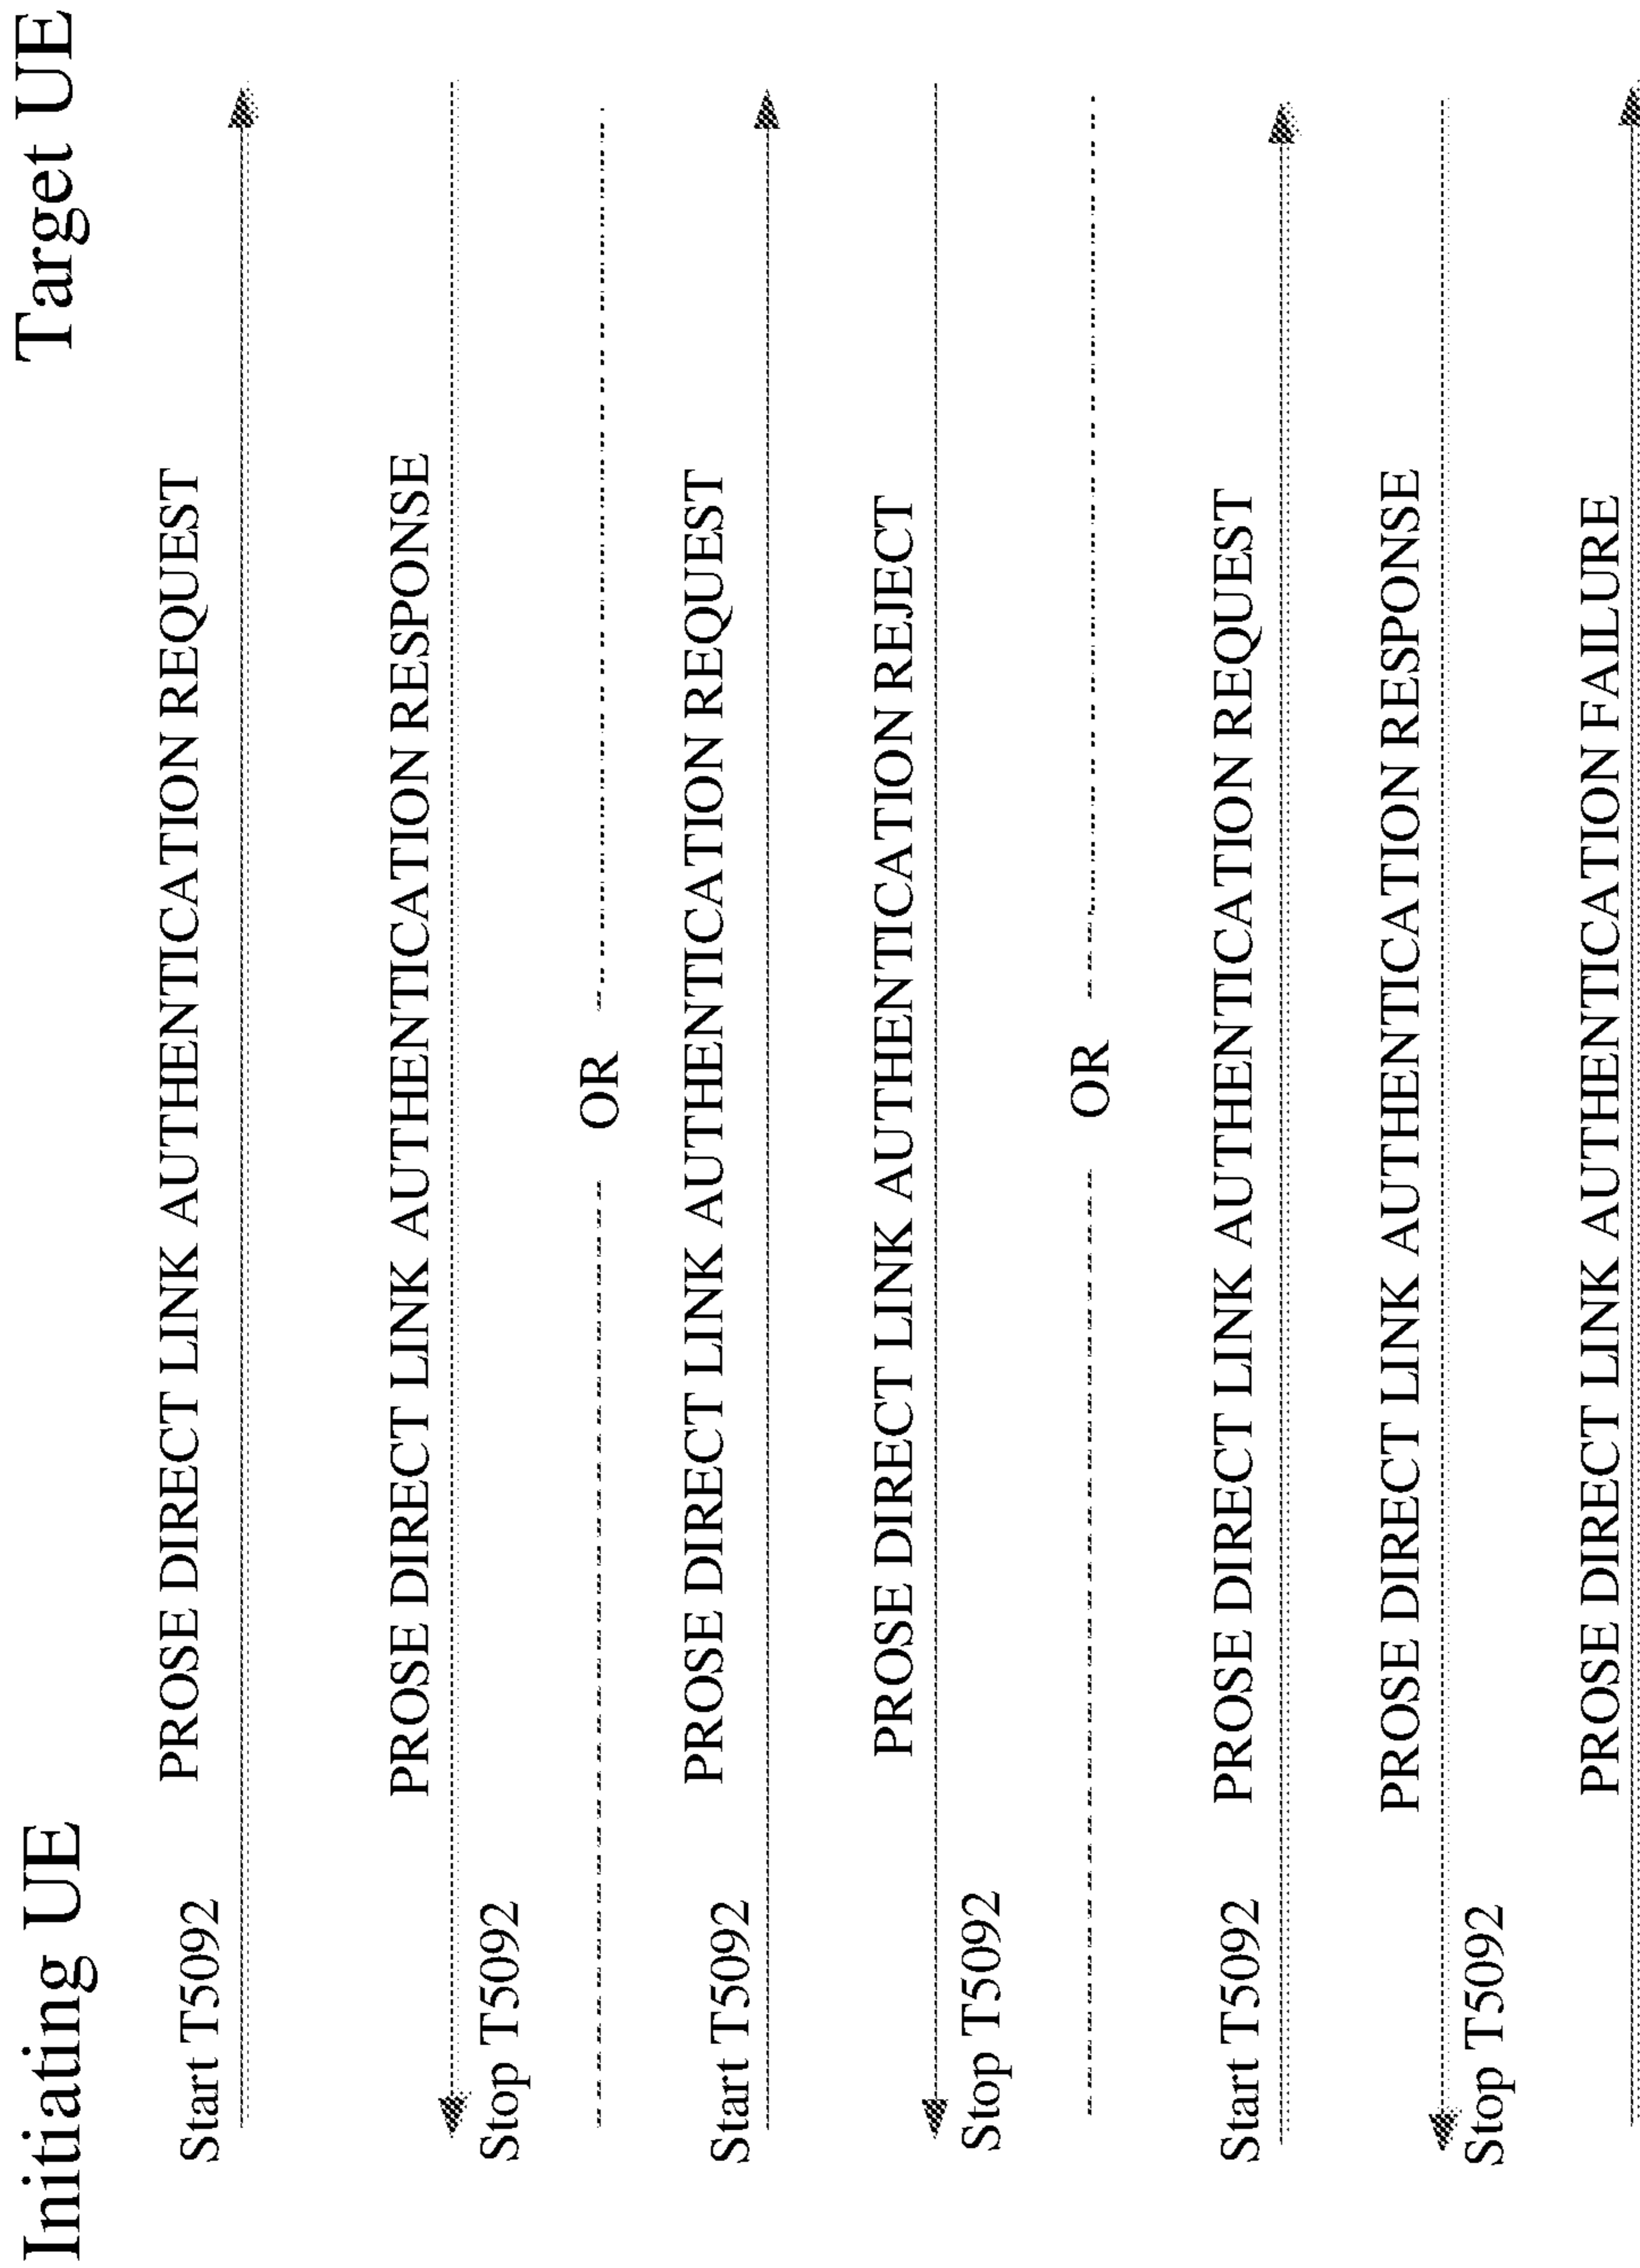 Initiating UE
Target UE
Start T5092
PROSE DIRECT LINK AUTHENTICATION REQUEST
PROSE DIRECT LINK AUTHENTICATION RESPONSE
Stop T5092
OR
Start T5092
PROSE DIRECT LINK AUTHENTICATION REQUEST
PROSE DIRECT LINK AUTHENTICATION REJECT
Stop T5092
OR
Start T5092
PROSE DIRECT LINK AUTHENTICATION REQUEST
PROSE DIRECT LINK AUTHENTICATION RESPONSE
Stop T5092
PROSE DIRECT LINK AUTHENTICATION FAILURE